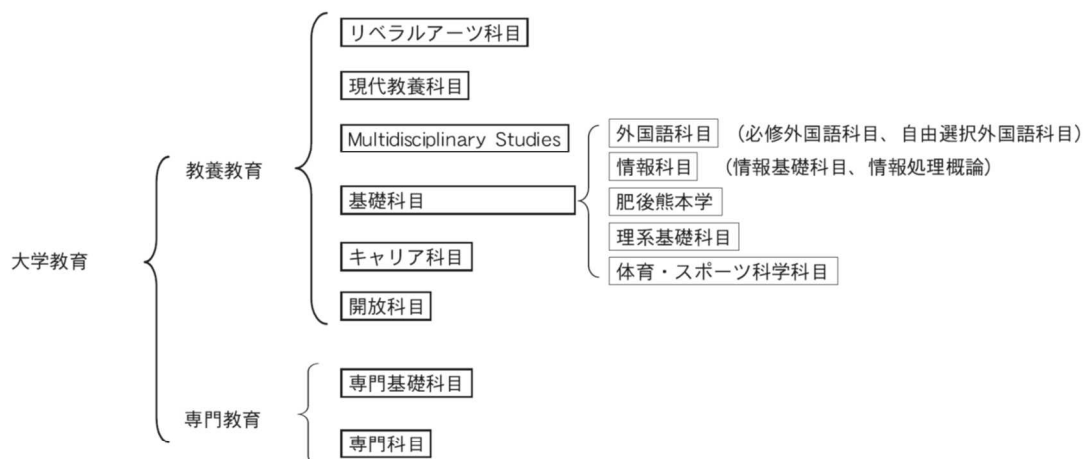 リベラルアーツ科目
現代教養科目
Multidisciplinary Studies
外国語科目 (必修外国語科目、自由選択外国語科目)
情報科目 (情報基礎科目、情報処理概論)
教養教育
基礎科目
肥後熊本学
理系基礎科目
大学教育
キャリア科目
体育・スポーツ科学科目
開放科目
専門基礎科目
専門教育
専門科目